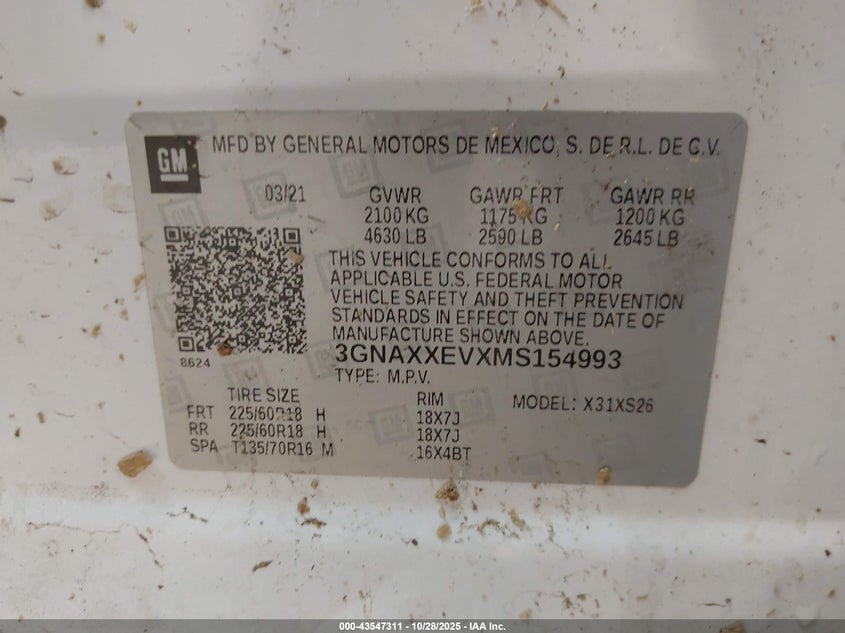 GM
MFD BY GENERAL MOTORS DE MEXICO, S. DE R.L. DE C.V.
03/21 GVWR GAWR FRT GAWR RR
2100 KG 1175 KG 1200 KG
4630 LB 2590 LB 2645 LB
THIS VEHICLE CONFORMS TO ALL
APPLICABLE U.S. FEDERAL MOTOR
VEHICLE SAFETY AND THEFT PREVENTION
STANDARDS IN EFFECT ON THE DATE OF
MANUFACTURE SHOWN ABOVE.
8624
3GNAXXEVXMS154993
TYPE: M.P.V.
TIRE SIZE RIM MODEL: X31XS26
FRT 225/60R18 H 18X7J
RR 225/60R18 H 18X7J
SPA T135/70R16 M 16X4BT
000-43547311 - 10/28/2025 - IAA Inc.